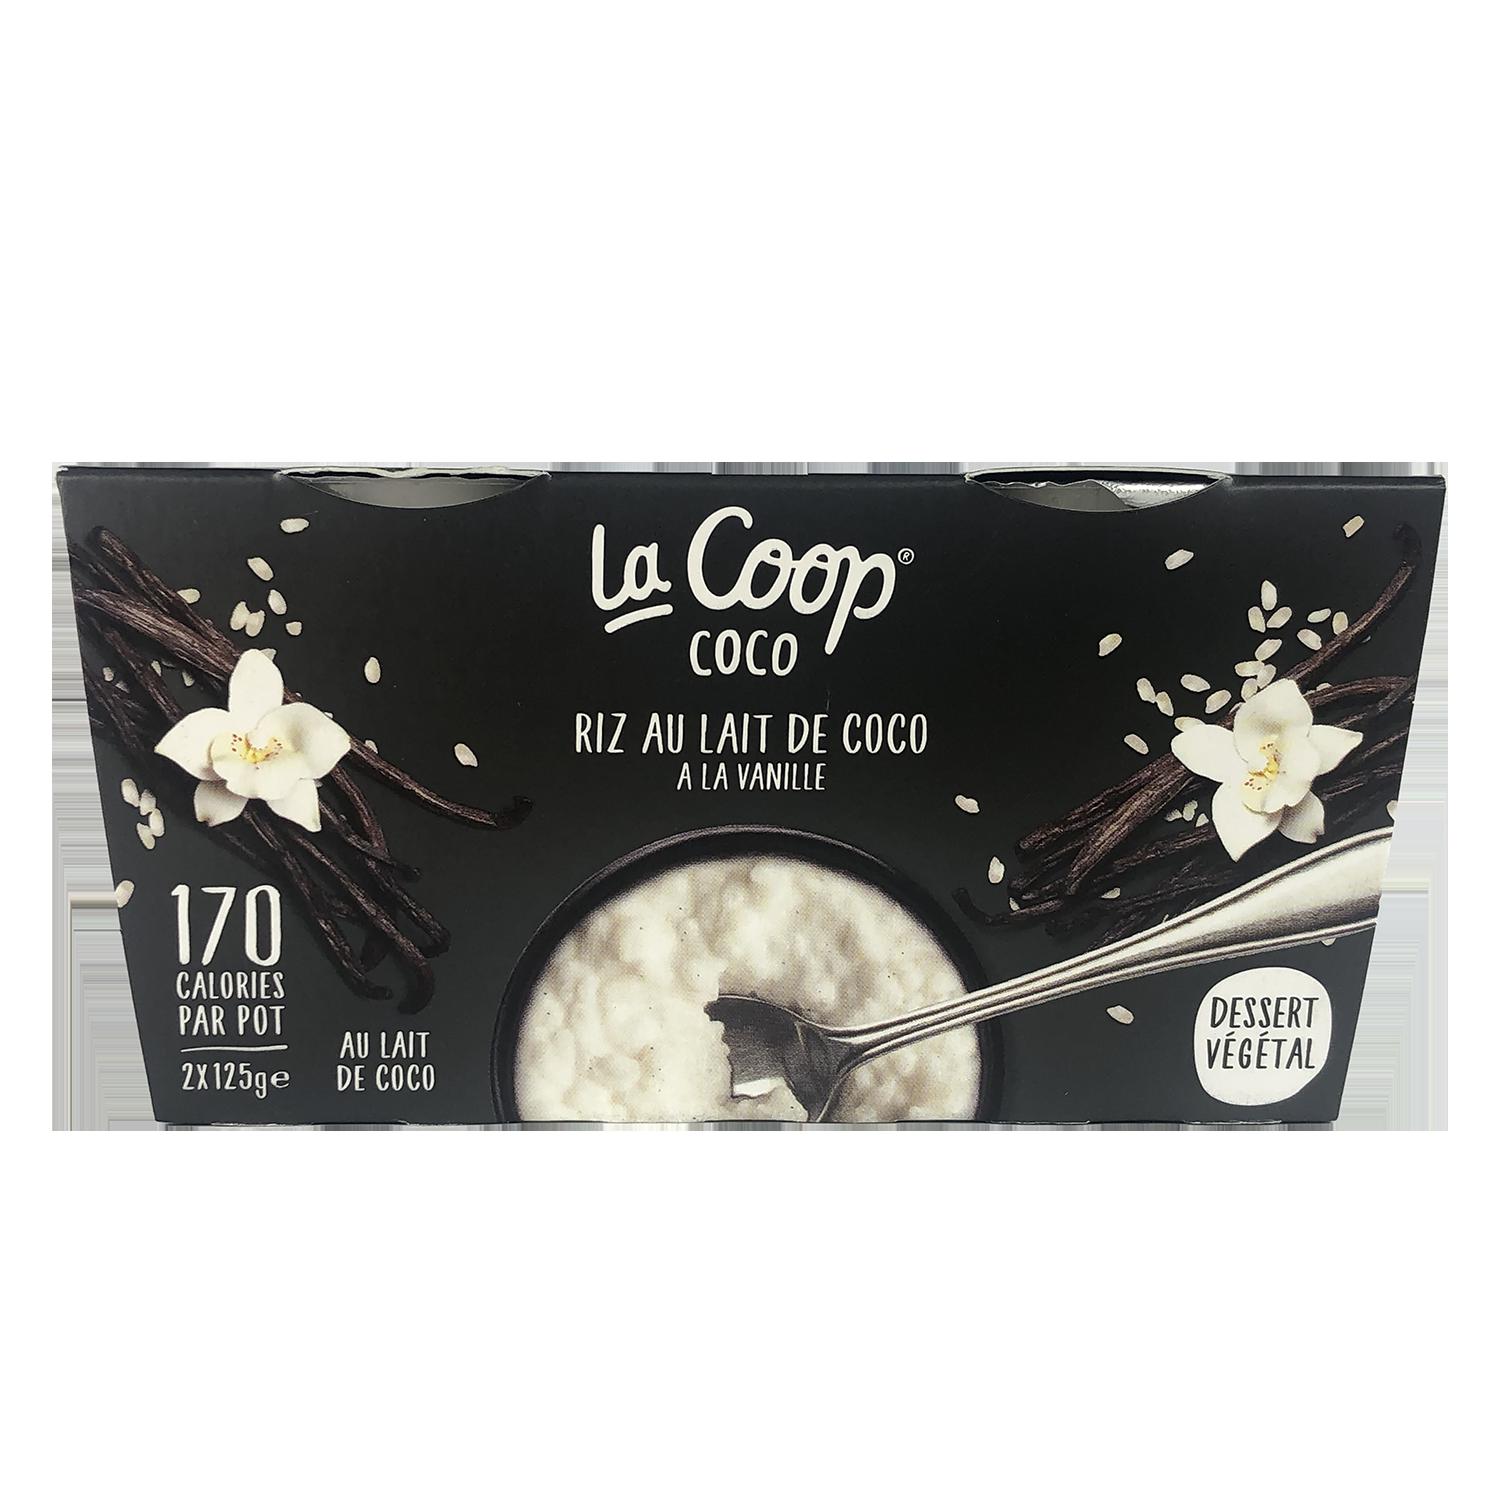 La Coop®
COCO
RIZ AU LAIT DE COCO
A LA VANILLE
170
CALORIES
PAR POT
2X125g℮
AU LAIT
DE COCO
DESSERT
VÉGÉTAL